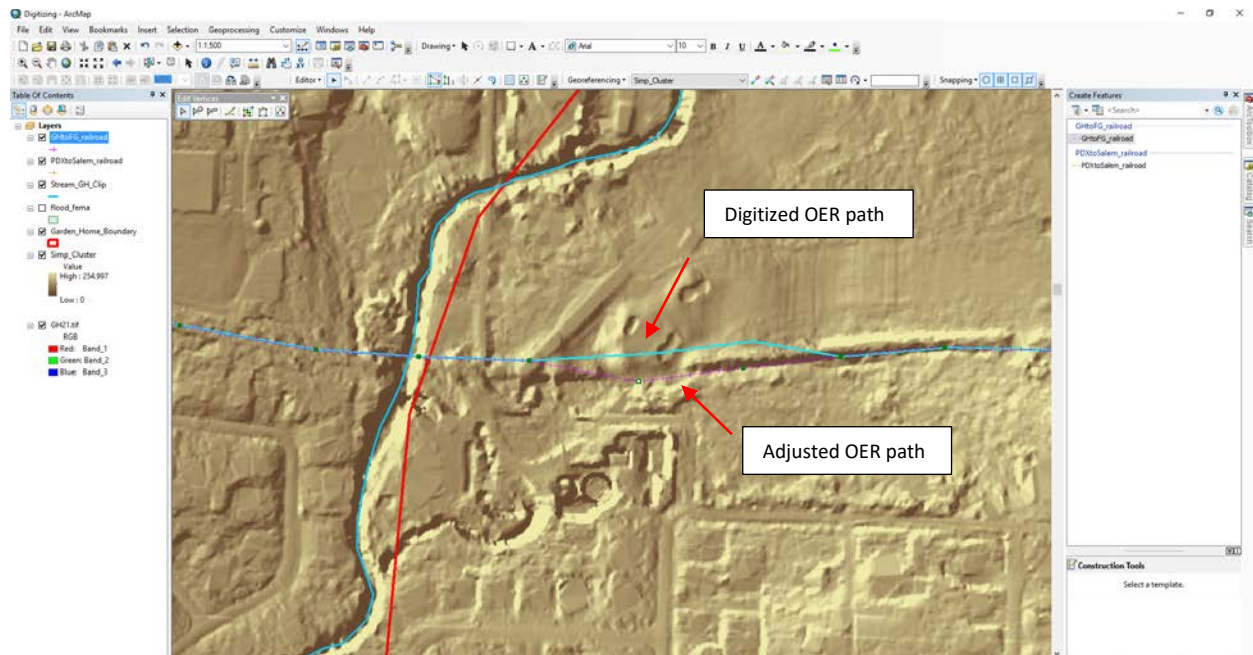 Digitizing - ArcMap
File Edit View Bookmarks Insert Selection Geoprocessing Customize Windows Help
1:1,500
Drawing
Arial
10
B I U A
Editor
Georeferencing
Simp_Cluster
Snapping
Table Of Contents
Layers
GHtoFG_railroad
PDXtoSalem_railroad
Stream_GH_Clip
flood_fema
Garden_Home_Boundary
Simp_Cluster
Value
High : 254.997
Low : 0
GH21.tif
RGB
Red: Band_1
Green: Band_2
Blue: Band_3
Edit Vertices
Digitized OER path
Adjusted OER path
Create Features
<Search>
GHtoFG_railroad
GHtoFG_railroad
PDXtoSalem_railroad
PDXtoSalem_railroad
Construction Tools
Select a template.
ArcToolbox
Catalog
Search